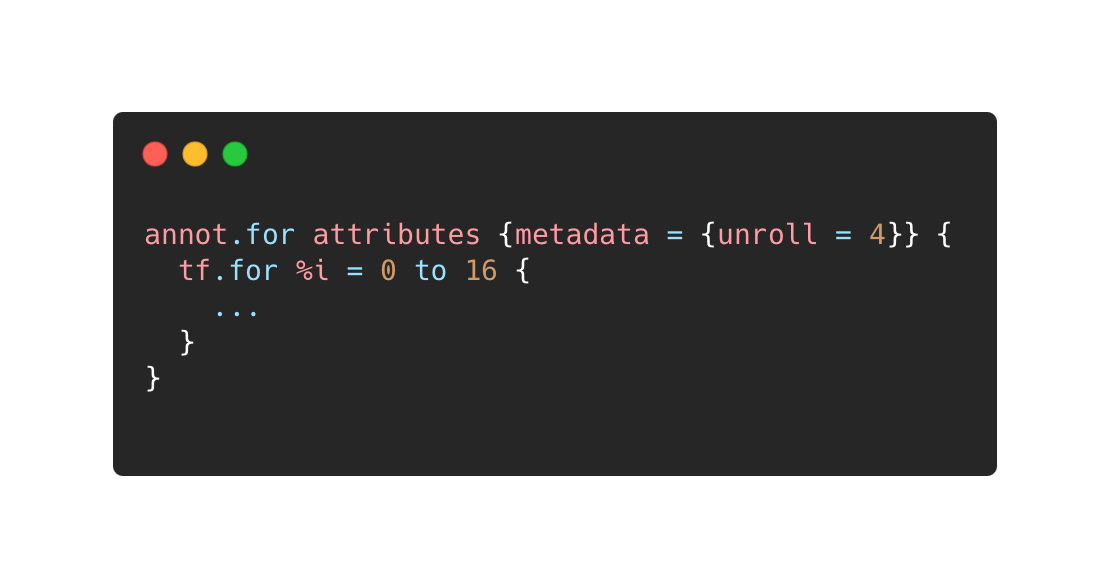 annot.for attributes {metadata = {unroll = 4}} {
  tf.for %i = 0 to 16 {
    ...
  }
}